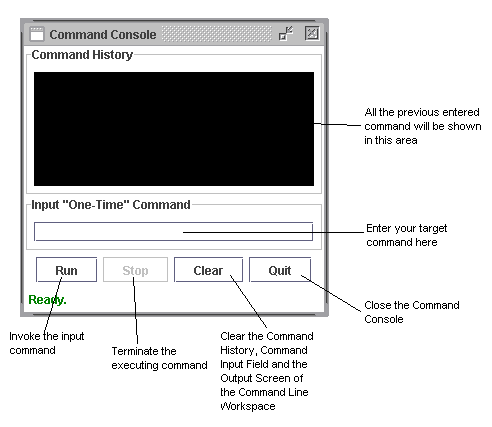 Command Console
Command History
All the previous entered
command will be shown
in this area
Input "One-Time" Command
Enter your target
command here
Run Stop Clear Quit
Ready.
Invoke the input
command
Terminate the
executing command
Clear the Command
History, Command
Input Field and the
Output Screen of
the Command Line
Workspace
Close the Command
Console